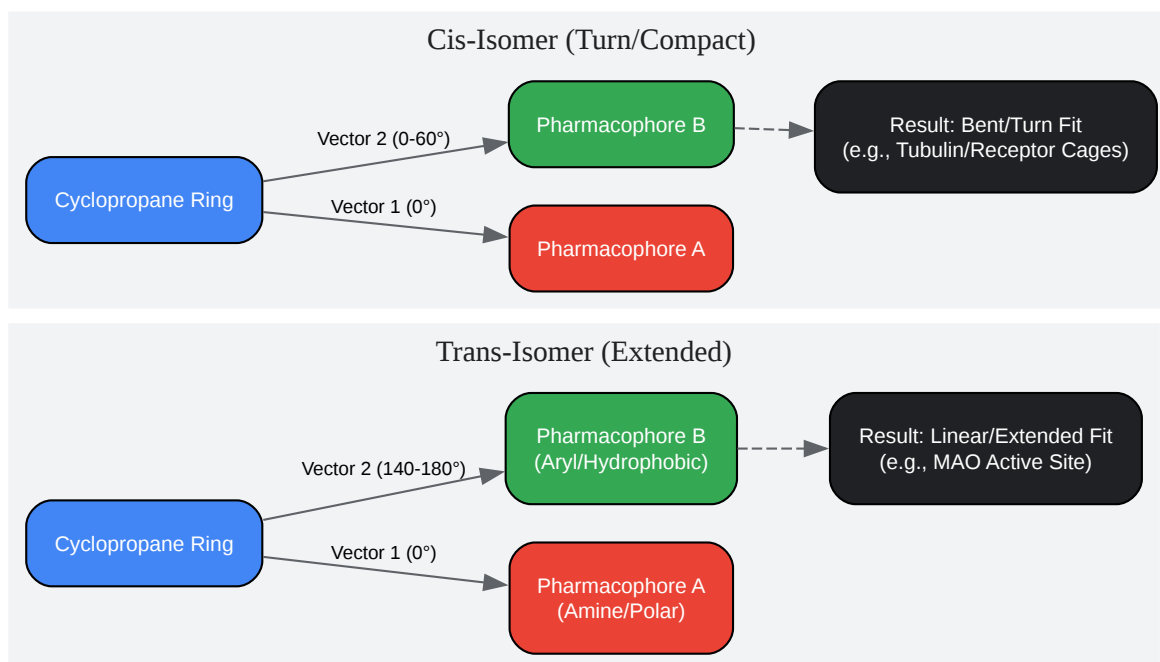 Cis-Isomer (Turn/Compact)
Vector 2 (0-60°)
Pharmacophore B
Result: Bent/Turn Fit
(e.g., Tubulin/Receptor Cages)
Cyclopropane Ring
Vector 1 (0°)
Pharmacophore A
Trans-Isomer (Extended)
Vector 2 (140-180°)
Pharmacophore B
(Aryl/Hydrophobic)
Result: Linear/Extended Fit
(e.g., MAO Active Site)
Cyclopropane Ring
Vector 1 (0°)
Pharmacophore A
(Amine/Polar)